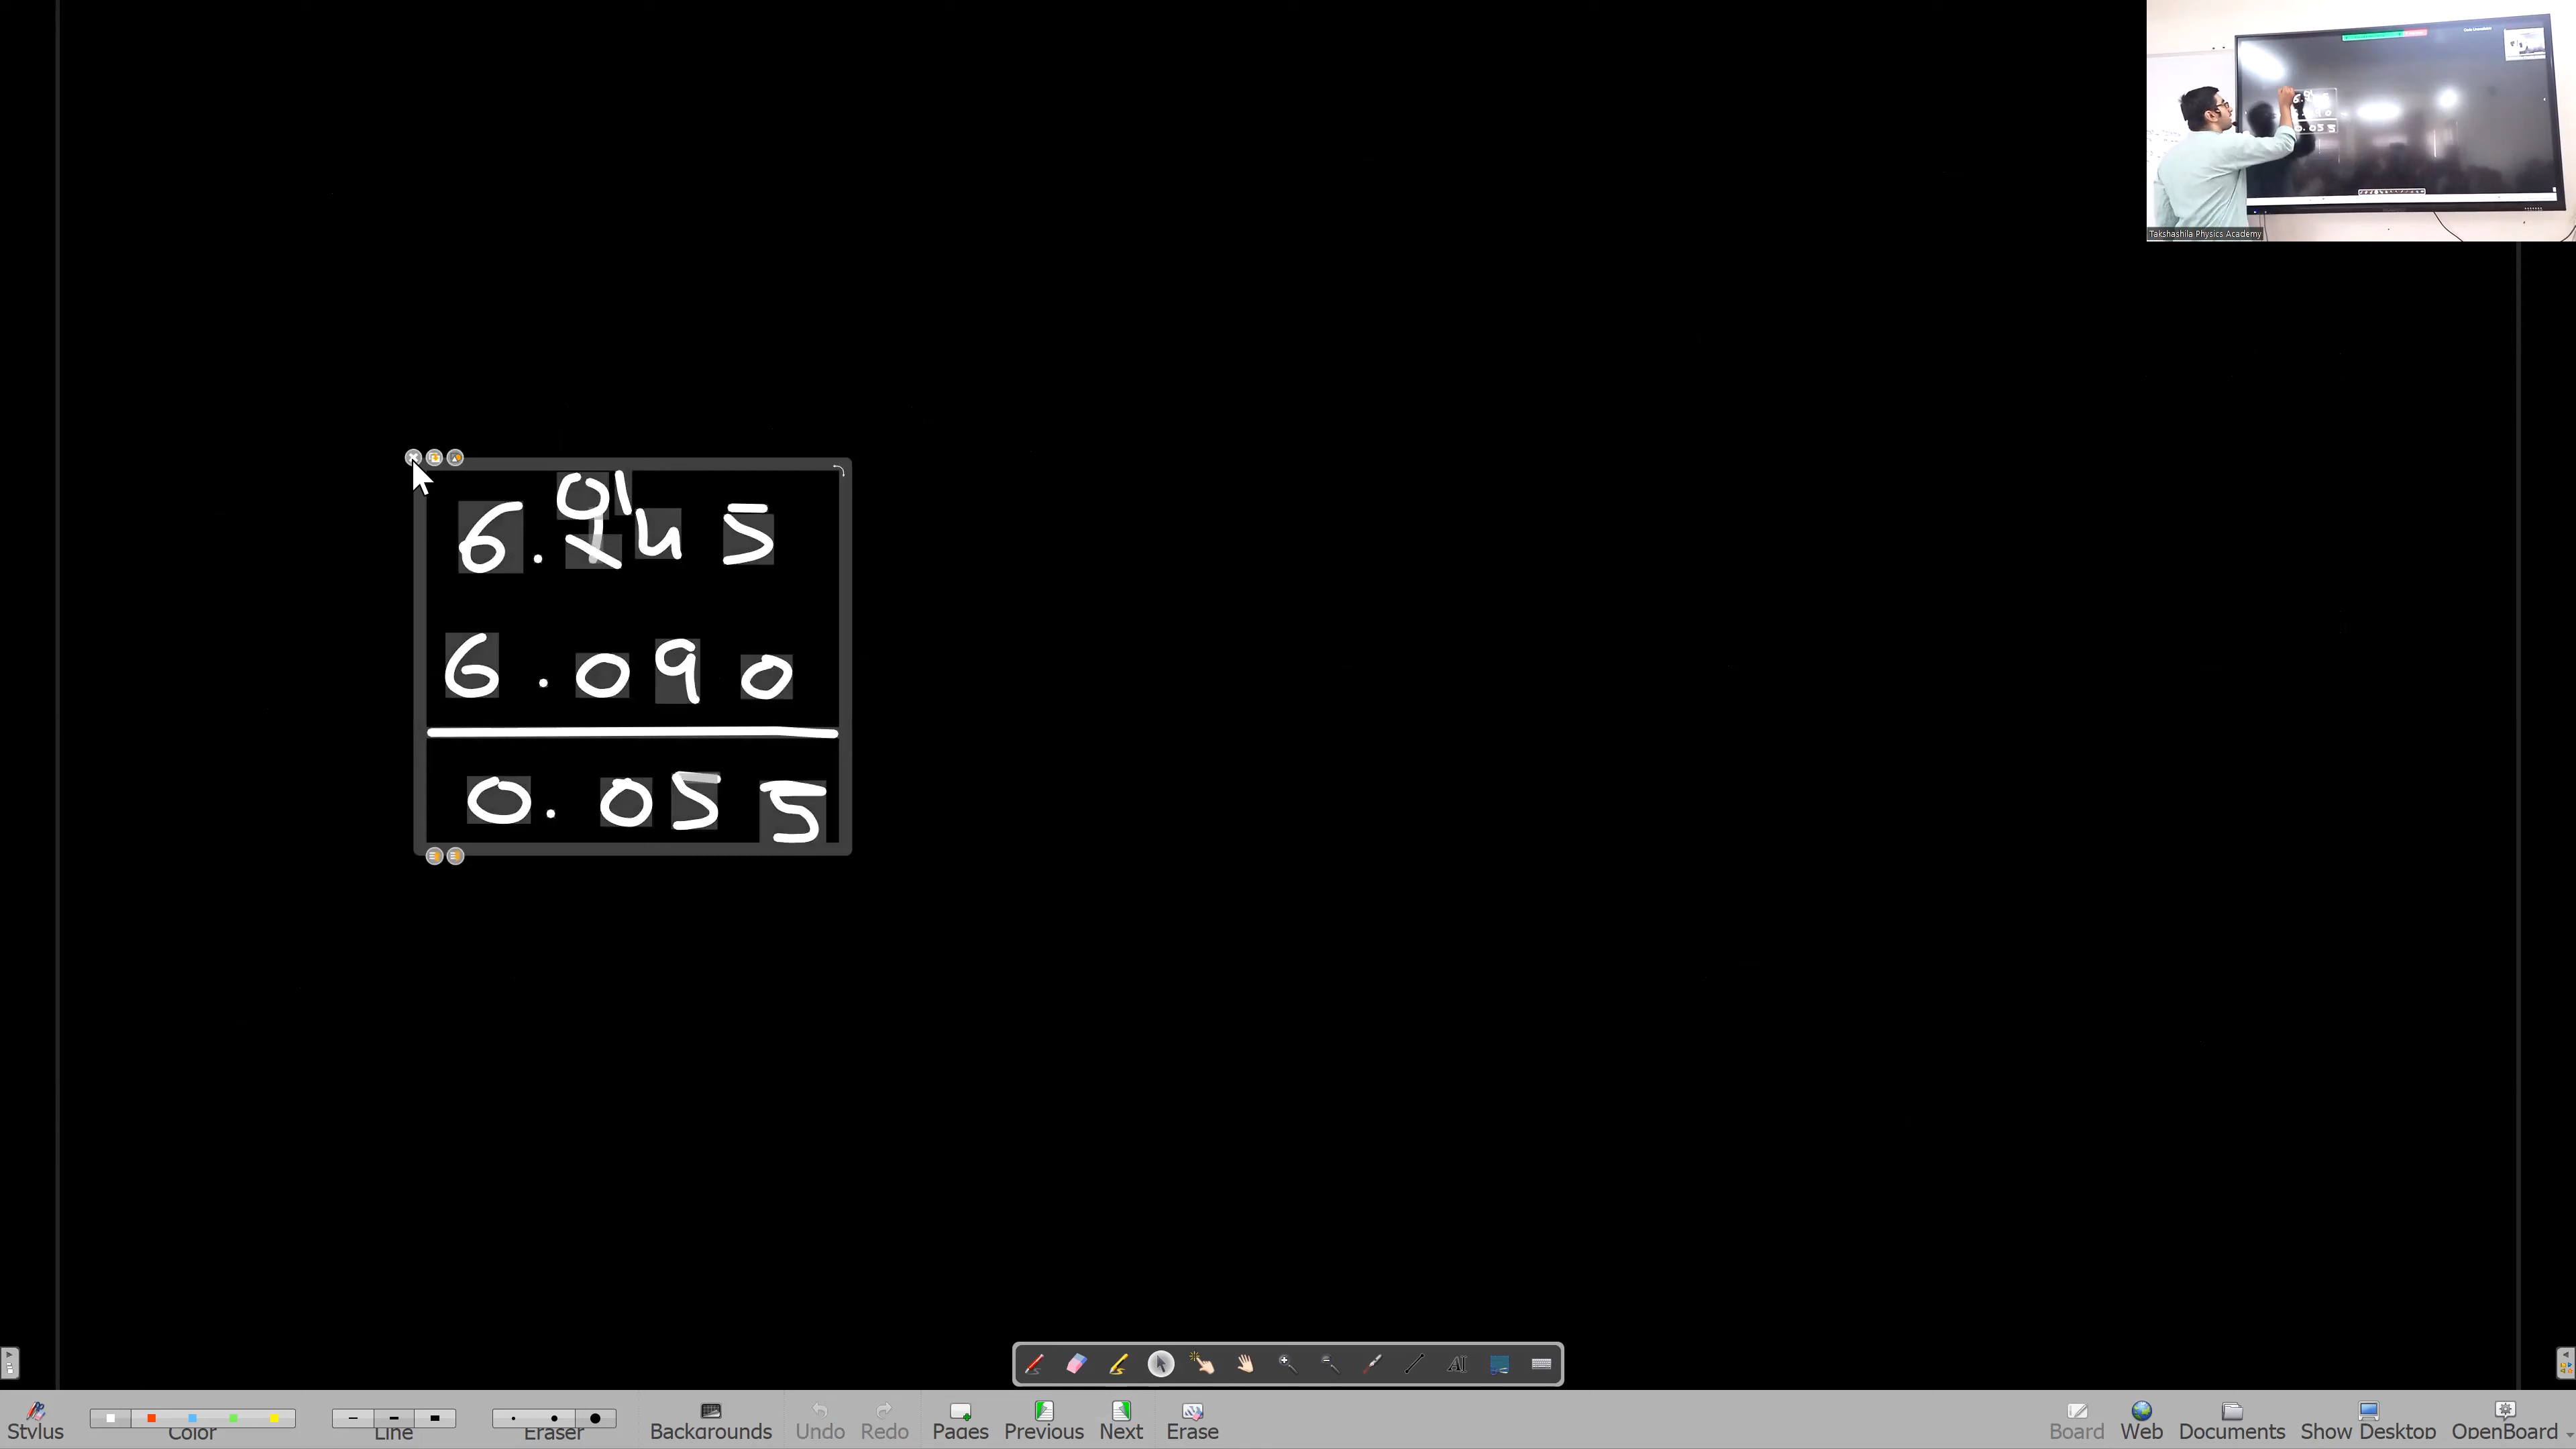 Takshashila Physics Academy
01
6.145
6.090
0.055
Stylus Color Line Eraser Backgrounds Undo Redo Pages Previous Next Erase Board Web Documents Show Desktop OpenBoard